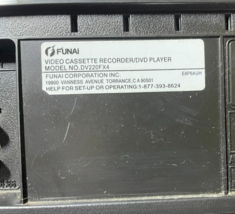 FUNAI
VIDEO CASSETTE RECORDER/DVD PLAYER
MODEL NO.DV220FX4
FUNAI CORPORATION INC.
19900 VANNESS AVENUE TORRANCE, C A 90501
HELP FOR SET-UP OR OPERATING:1-877-393-8624